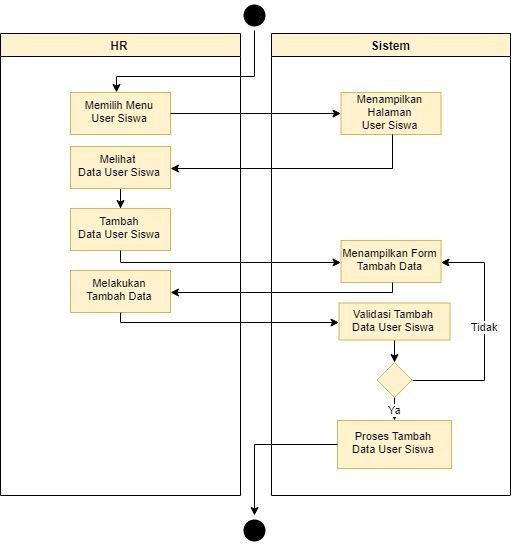 HR
Sistem
Memilih Menu
User Siswa
Menampilkan
Halaman
User Siswa
Melihat
Data User Siswa
Tambah
Data User Siswa
Menampilkan Form
Tambah Data
Melakukan
Tambah Data
Validasi Tambah
Data User Siswa
Tidak
Ya
Proses Tambah
Data User Siswa